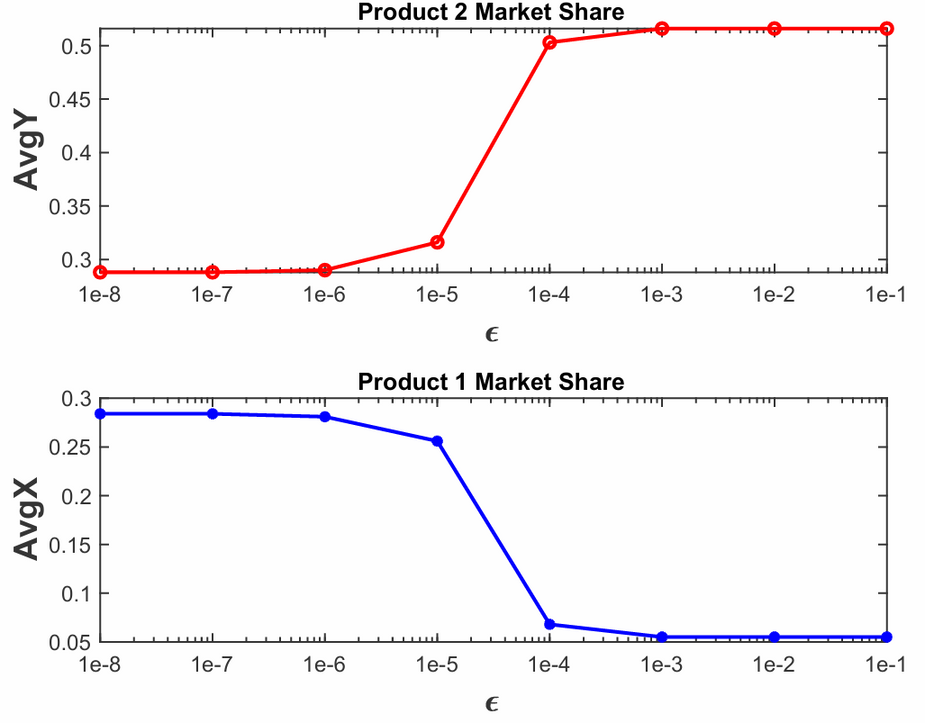 Product 2 Market Share
AvgY
0.5
0.45
0.4
0.35
0.3
1e-8 1e-7 1e-6 1e-5 1e-4 1e-3 1e-2 1e-1
ϵ
Product 1 Market Share
AvgX
0.3
0.25
0.2
0.15
0.1
0.05
1e-8 1e-7 1e-6 1e-5 1e-4 1e-3 1e-2 1e-1
ϵ